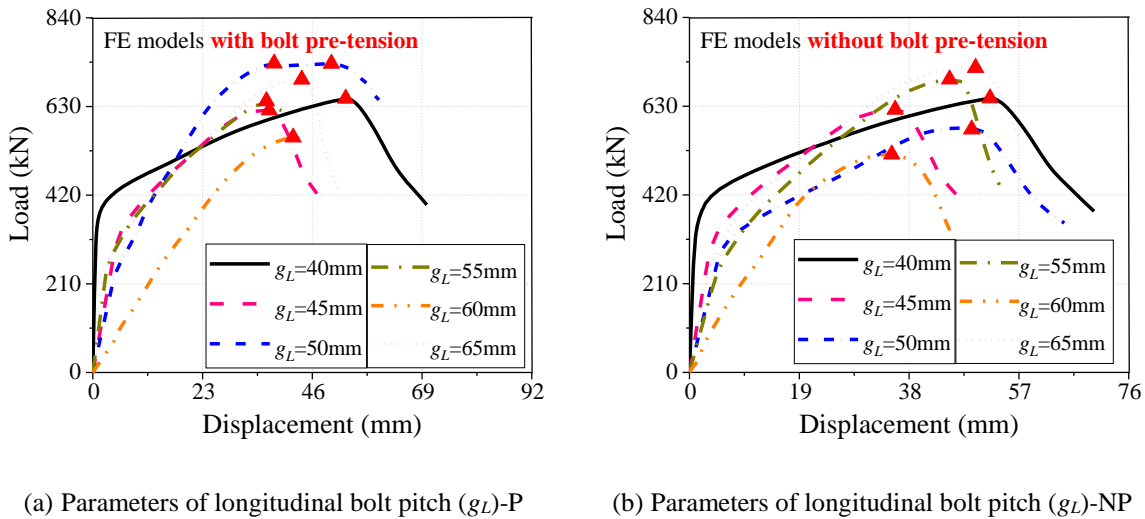 FE models with bolt pre-tension
Load (kN)
840
630
420
210
0
gL=40mm
gL=45mm
gL=50mm
gL=55mm
gL=60mm
gL=65mm
0 23 46 69 92
Displacement (mm)
(a) Parameters of longitudinal bolt pitch (gL)-P
FE models without bolt pre-tension
Load (kN)
840
630
420
210
0
gL=40mm
gL=45mm
gL=50mm
gL=55mm
gL=60mm
gL=65mm
0 19 38 57 76
Displacement (mm)
(b) Parameters of longitudinal bolt pitch (gL)-NP